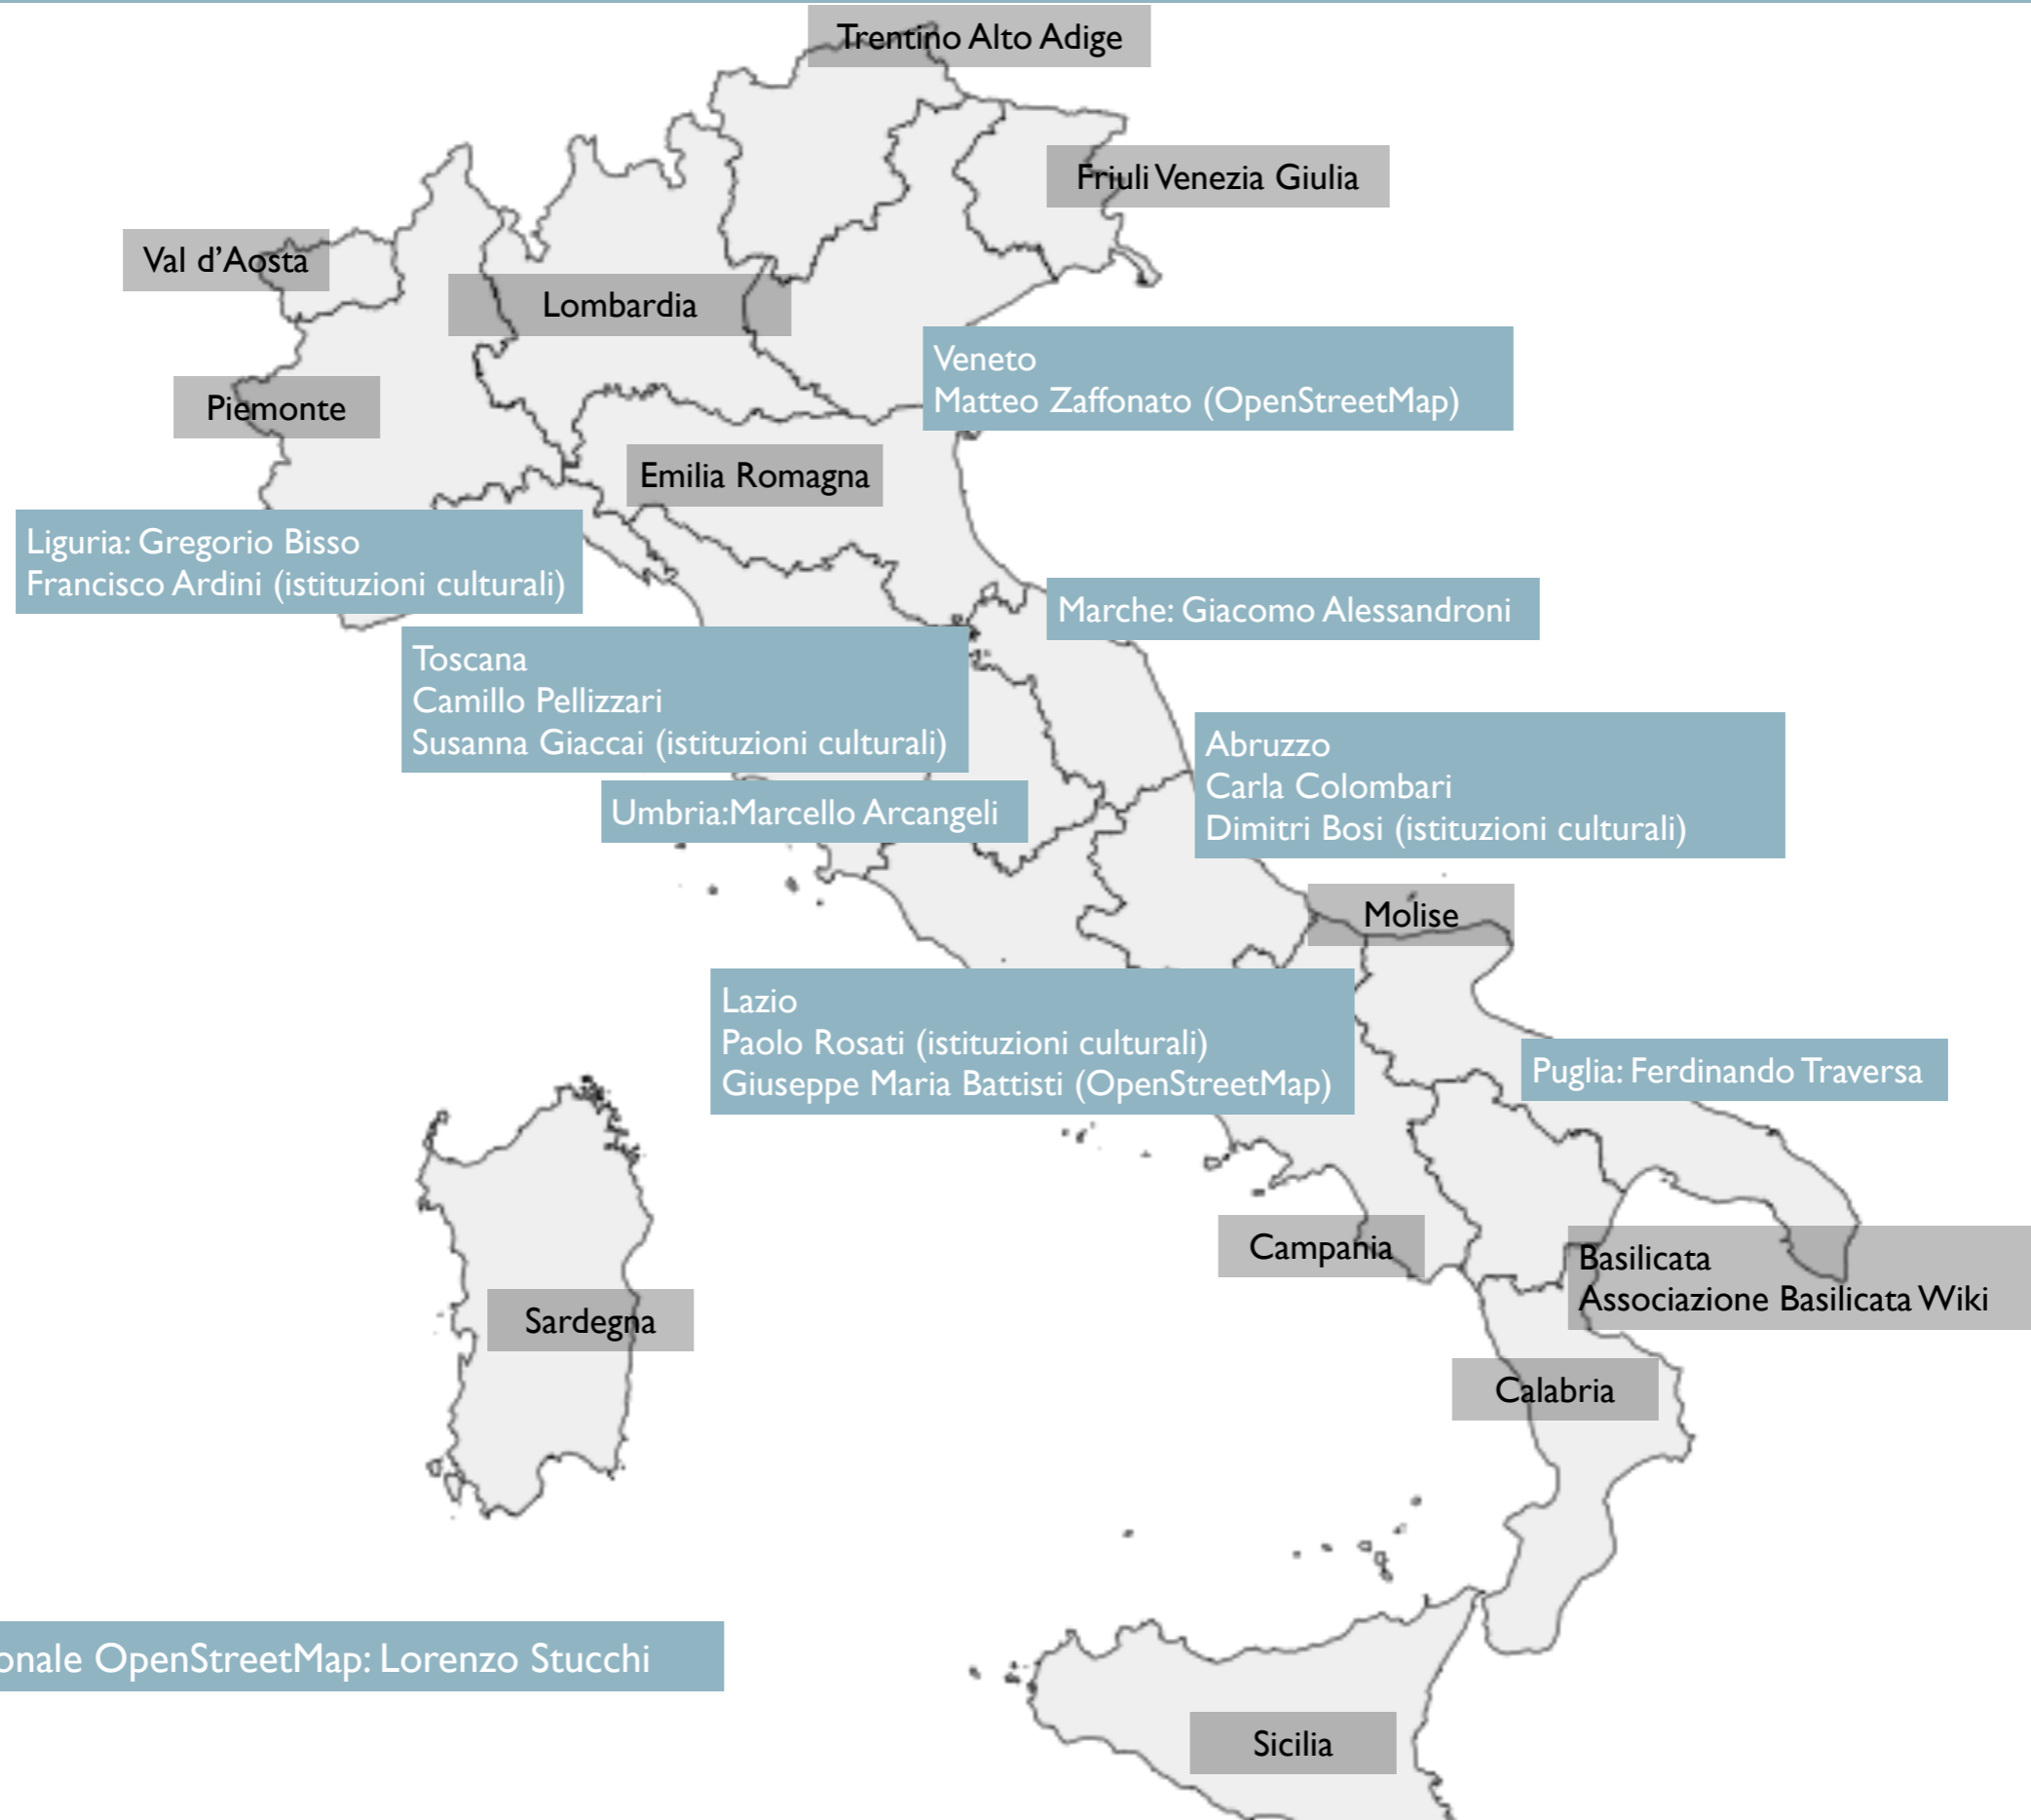 Trentino Alto Adige
Friuli Venezia Giulia
Val d'Aosta
Lombardia
Veneto
Matteo Zaffonato (OpenStreetMap)
Piemonte
Emilia Romagna
Liguria: Gregorio Bisso
Francisco Ardini (istituzioni culturali)
Marche: Giacomo Alessandroni
Toscana
Camillo Pellizzari
Susanna Giaccai (istituzioni culturali)
Abruzzo
Carla Colombari
Dimitri Bosi (istituzioni culturali)
Umbria:Marcello Arcangeli
Molise
Lazio
Paolo Rosati (istituzioni culturali)
Giuseppe Maria Battisti (OpenStreetMap)
Puglia: Ferdinando Traversa
Campania
Basilicata
Associazione Basilicata Wiki
Sardegna
Calabria
onale OpenStreetMap: Lorenzo Stucchi
Sicilia